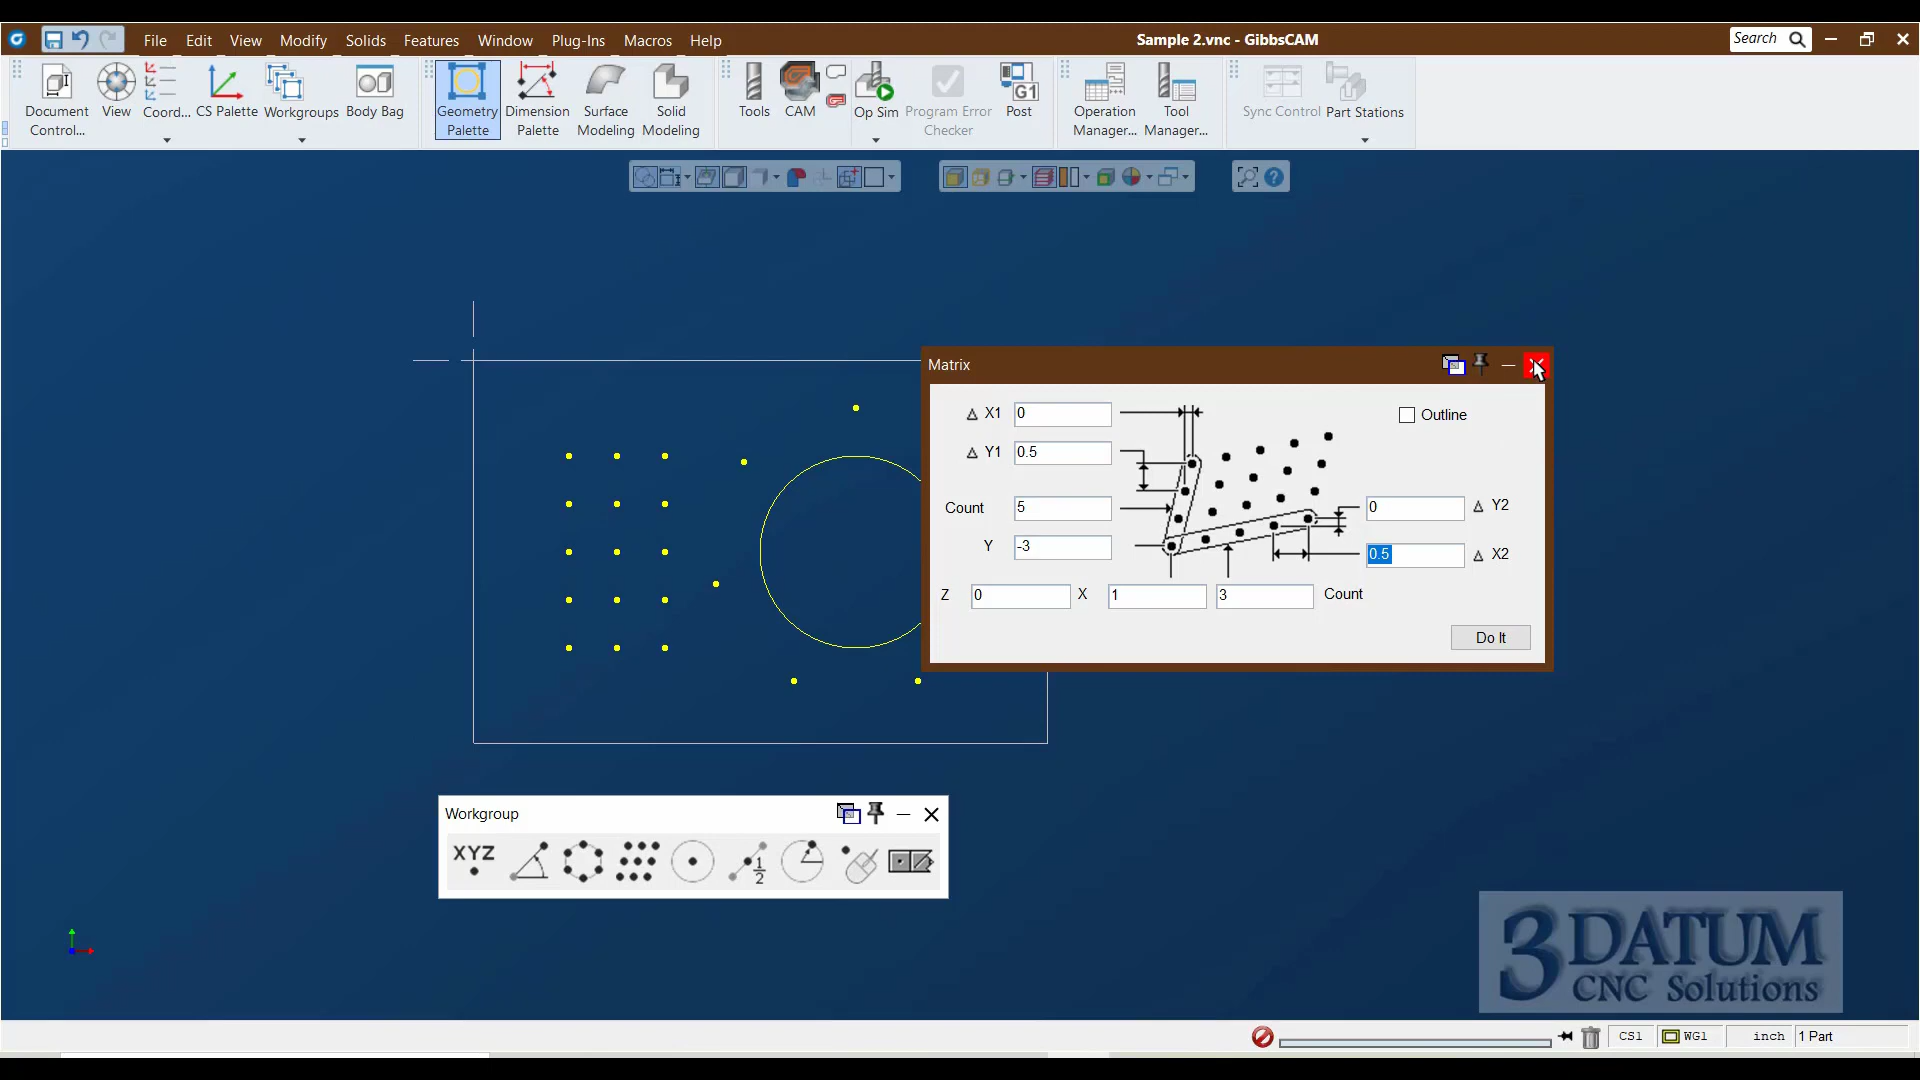 Sample 2.vnc - GibbsCAM
Search
File Edit View Modify Solids Features Window Plug-Ins Macros Help
Document Control...
View
Coord...
CS Palette
Workgroups
Body Bag
Geometry Palette
Dimension Palette
Surface Modeling
Solid Modeling
Tools
CAM
Op Sim
Program Error Checker
G1
Post
Operation Manager...
Tool Manager...
Sync Control
Part Stations
Matrix
Δ X1 0
Outline
Δ Y1 0.5
Count 5
0 Δ Y2
Y -3
0.5 Δ X2
Z 0 X 1 3 Count
Do It
Workgroup
XYZ
1
2
3 DATUM
CNC Solutions
CS1 WG1 inch 1 Part